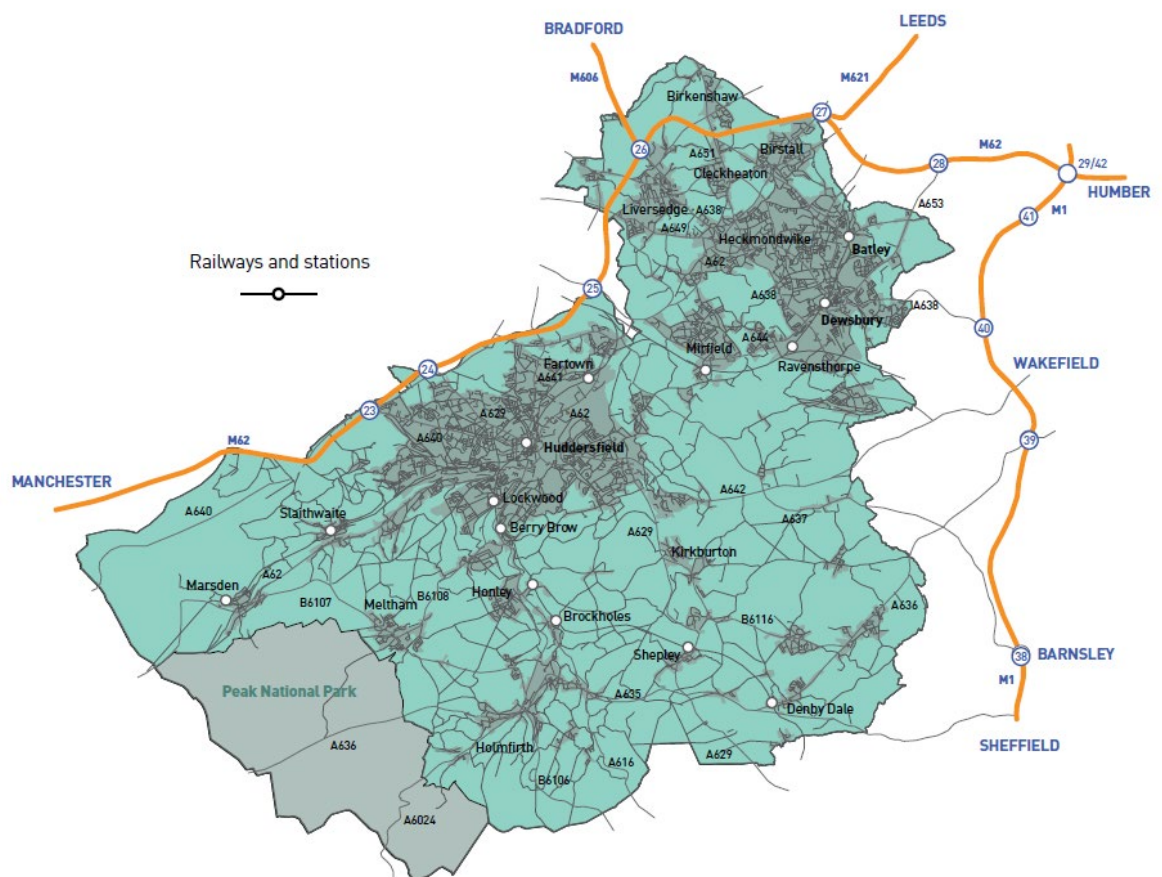 LEEDS
BRADFORD
M606
M621
Birkenshaw
27
26
A651
Birstall
28
M62
29/42
Cleckheaton
HUMBER
A653
Liversedge
A638
41
M1
A649
Heckmondwike
Batley
Railways and stations
A62
25
A638
Dewsbury
A638
40
A644
Mirfield
Ravensthorpe
WAKEFIELD
Fartown
24
A641
23
A629
A62
A640
39
M62
Huddersfield
MANCHESTER
A642
Lockwood
A640
Slaithwaite
A637
Berry Brow
A629
Kirkburton
A62
Marsden
B6108
B6107
Meltham
Honley
A636
Brockholes
B6116
Shepley
38
BARNSLEY
M1
Peak National Park
A635
Denby Dale
A636
Holmfirth
SHEFFIELD
A616
A629
B6106
A6024